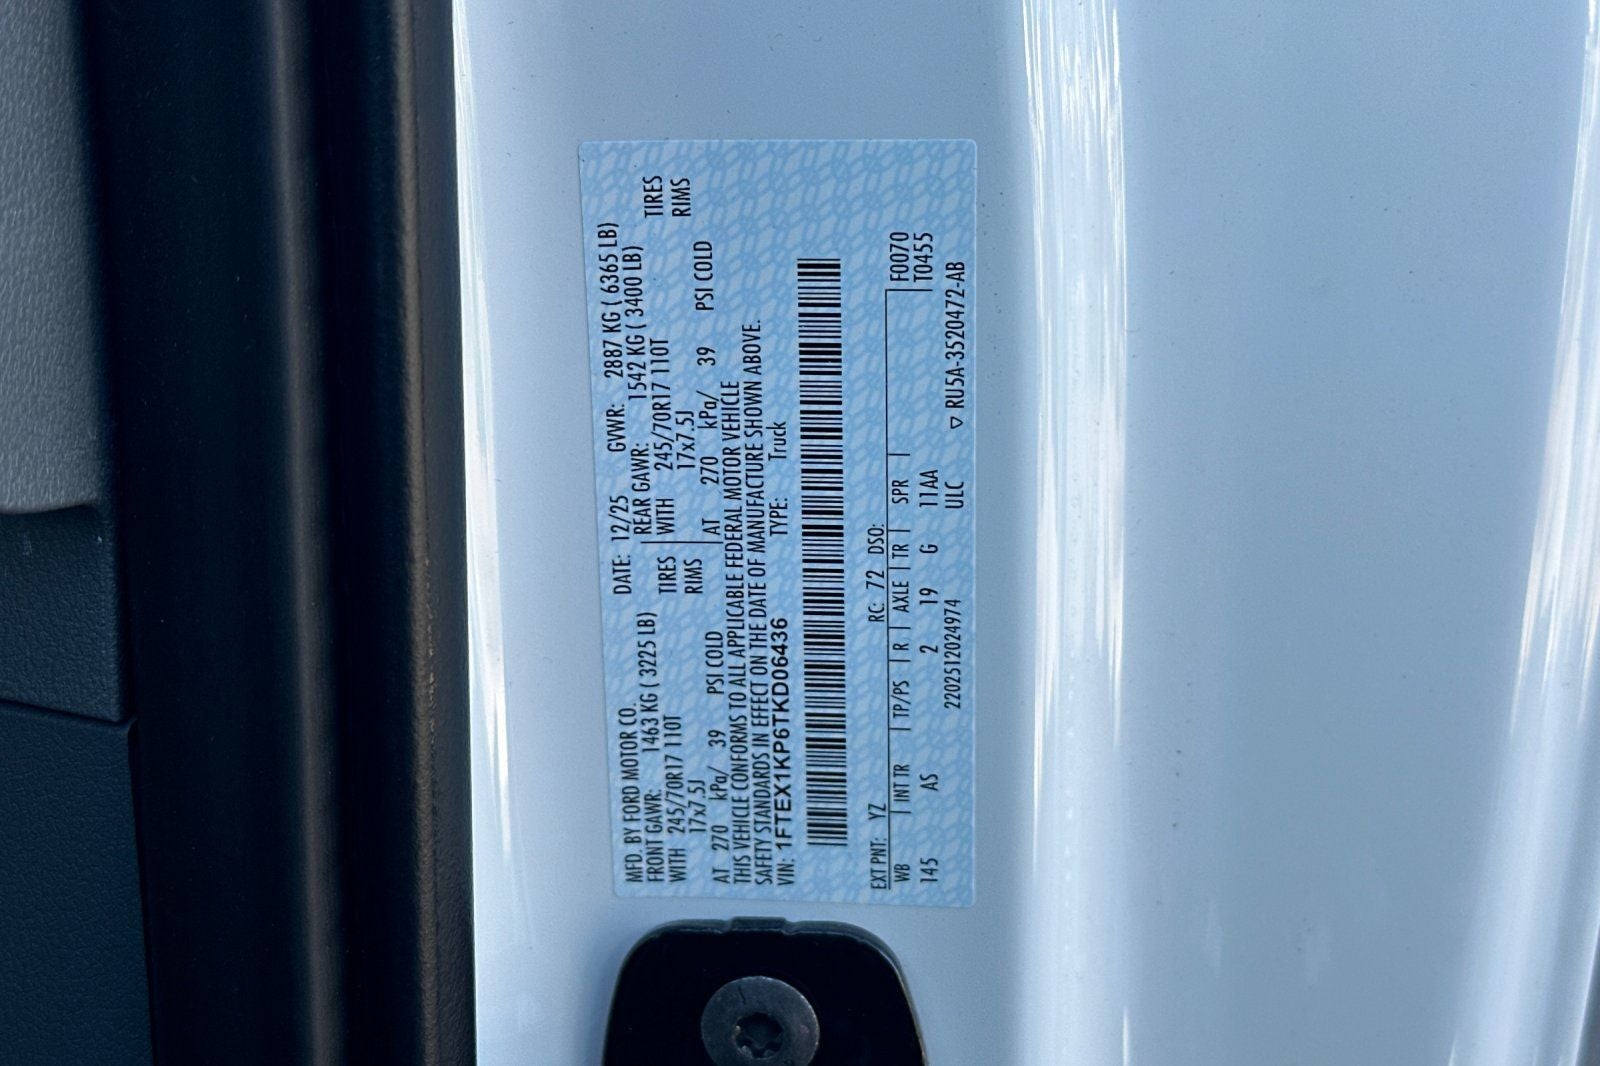 MFD. BY FORD MOTOR CO.
DATE: 12/25 GVWR: 2887 KG ( 6365 LB)
FRONT GAWR: 1463 KG ( 3225 LB) REAR GAWR: 1542 KG ( 3400 LB)
WITH 245/70R17 110T TIRES WITH 245/70R17 110T TIRES
17x7.5J RIMS 17x7.5J RIMS
AT 270 kPa/ 39 PSI COLD AT 270 kPa/ 39 PSI COLD
THIS VEHICLE CONFORMS TO ALL APPLICABLE FEDERAL MOTOR VEHICLE
SAFETY STANDARDS IN EFFECT ON THE DATE OF MANUFACTURE SHOWN ABOVE.
VIN: 1FTEX1KP6TKD06436 TYPE: Truck
EXT PNT: YZ RC: 72 DSO: F0070
WB INT TR TP/PS R AXLE TR SPR T0455
145 AS 2 19 G 11AA
2202512024974 ULC ▽ RU5A-3520472-AB